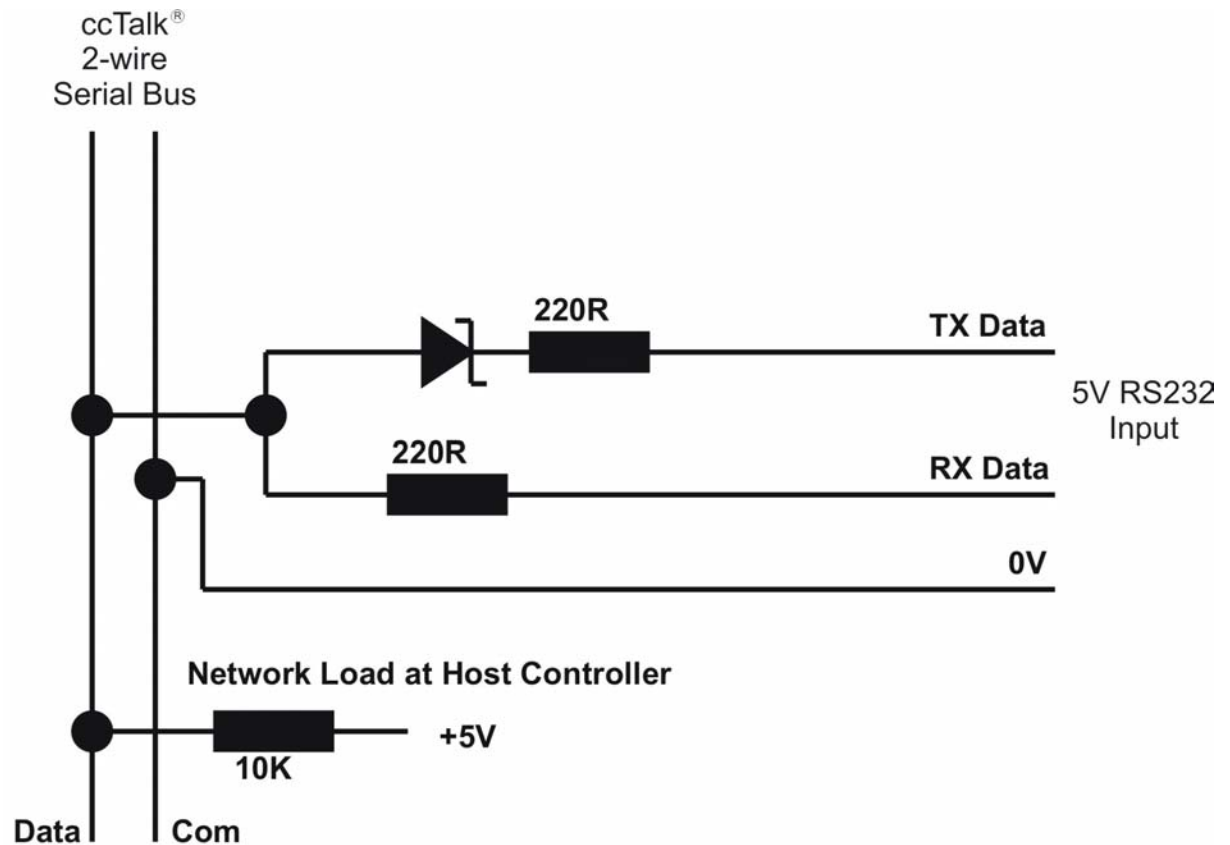 ccTalk®
2-wire
Serial Bus
220R
TX Data
5V RS232
Input
220R
RX Data
0V
Network Load at Host Controller
+5V
10K
Data
Com